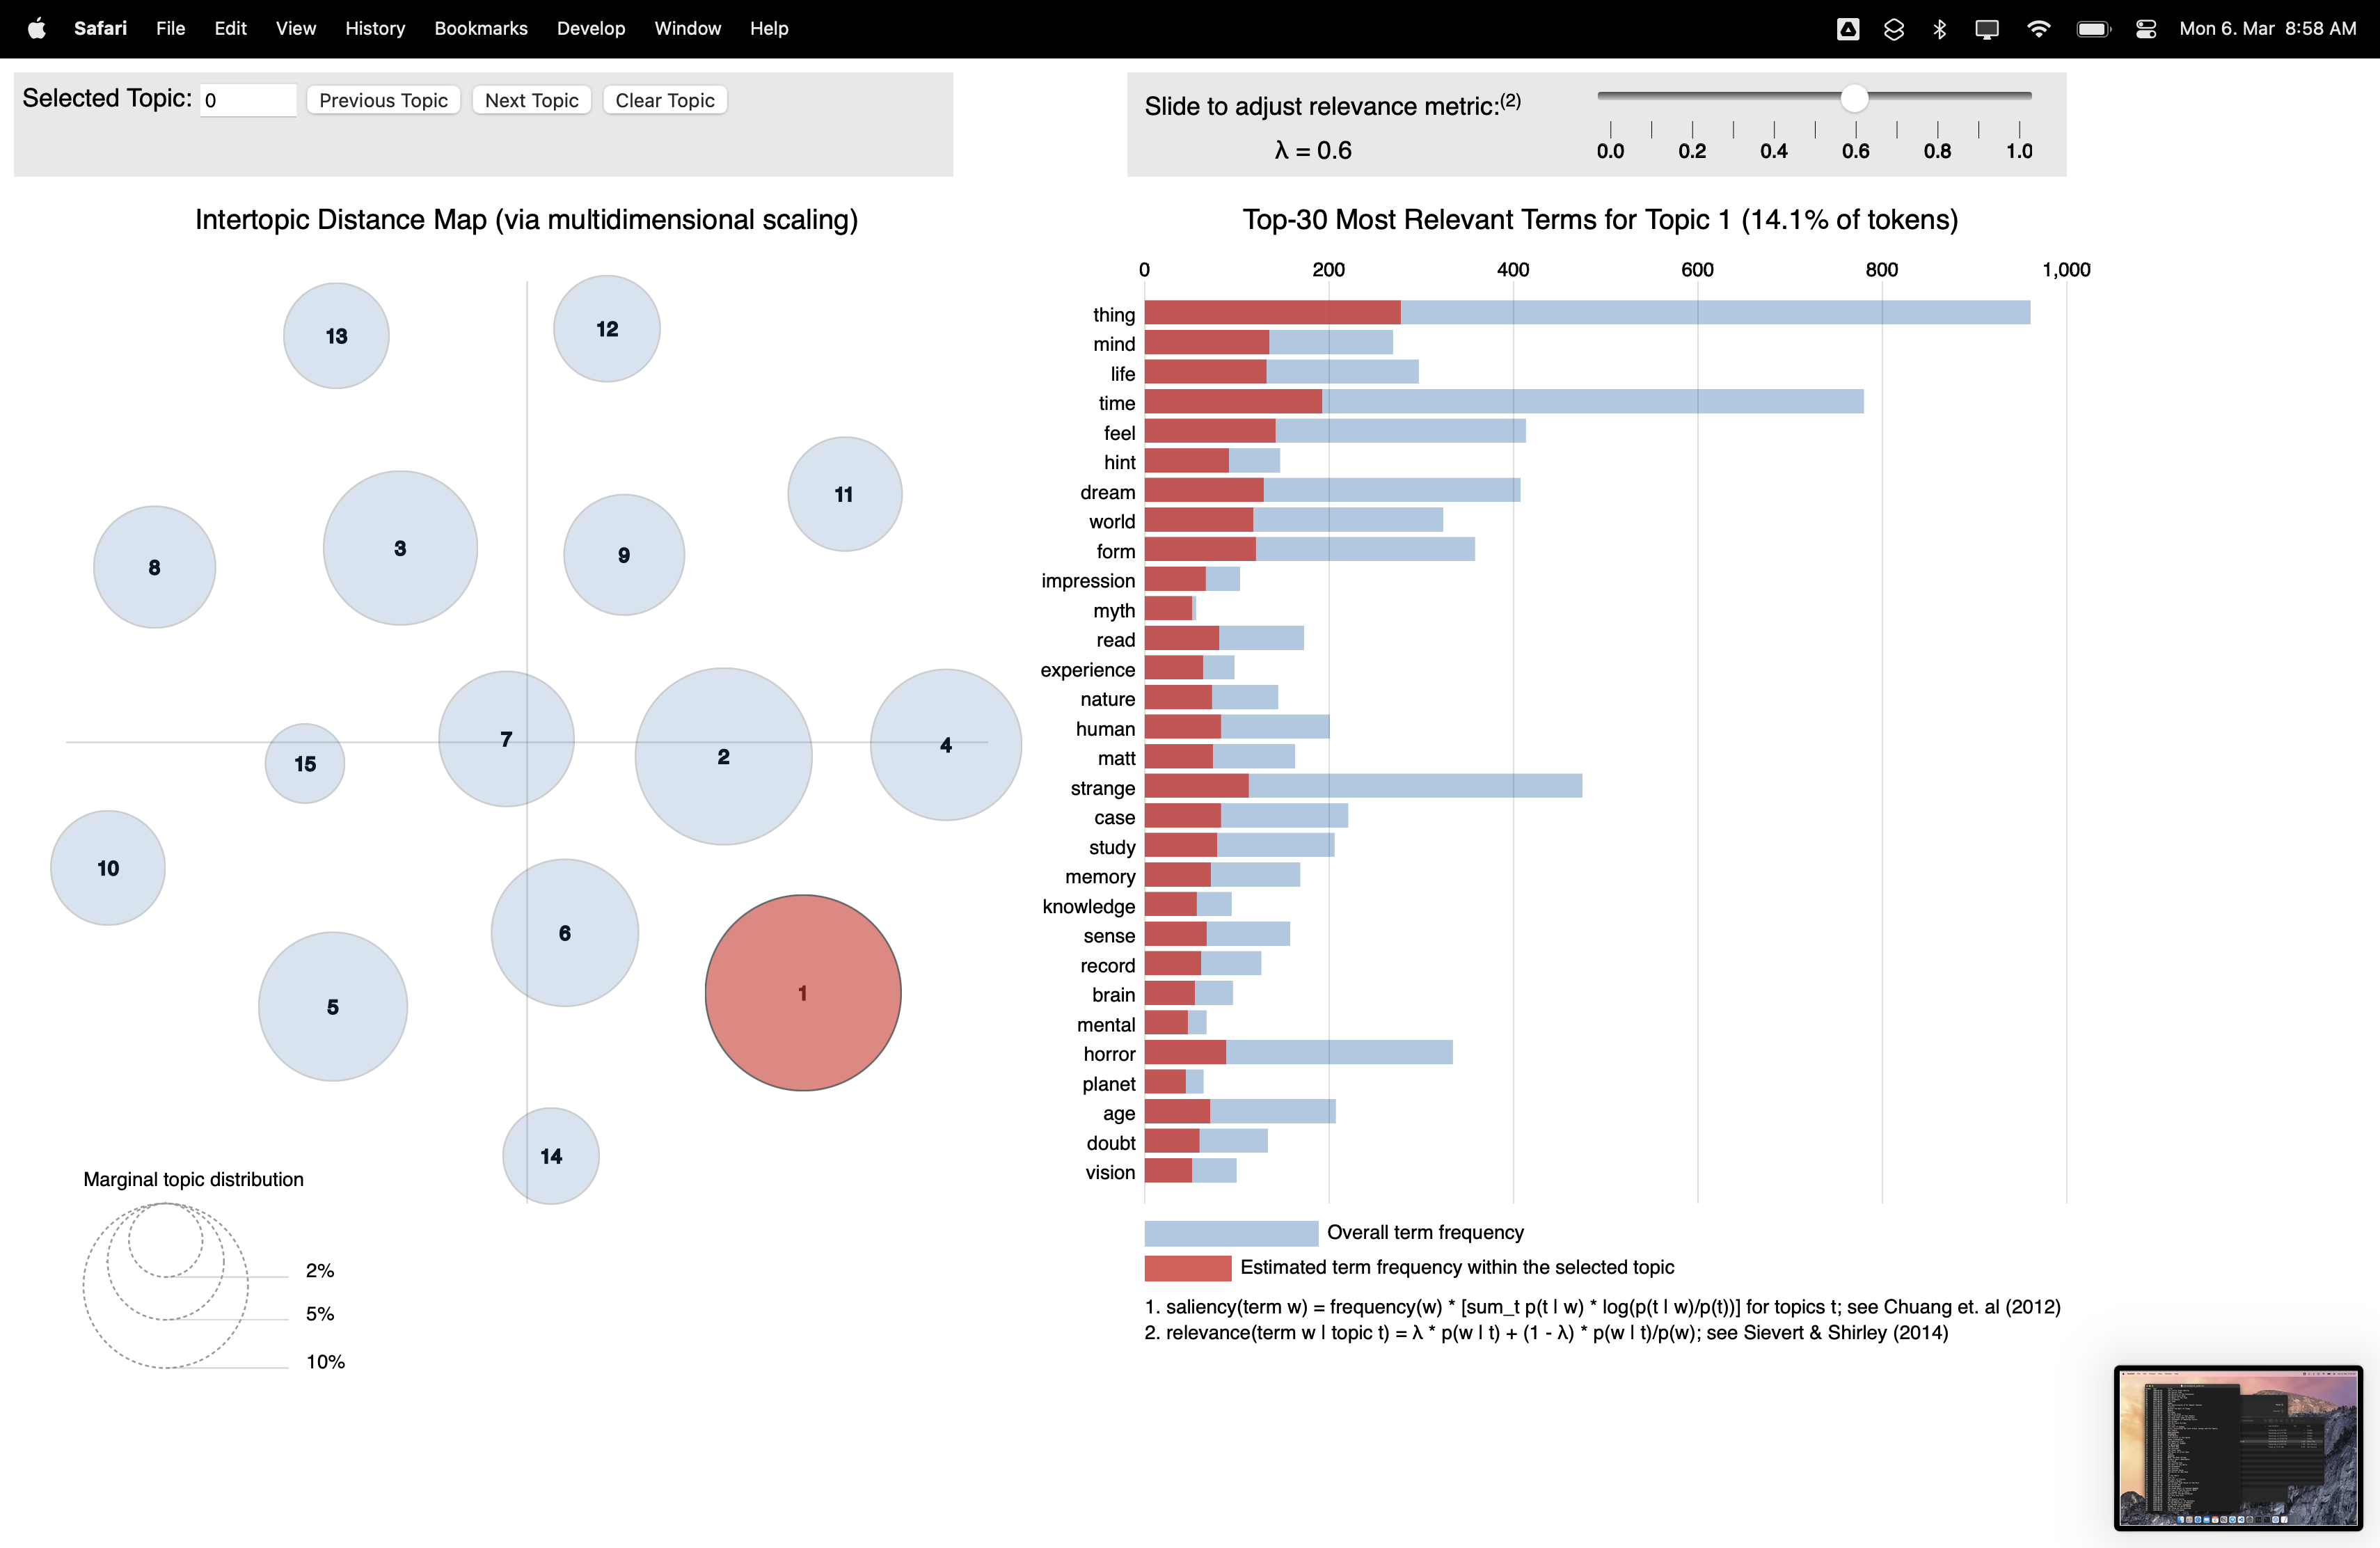 Safari File Edit View History Bookmarks Develop Window Help Mon 6. Mar 8:58 AM
Selected Topic: 0 Previous Topic Next Topic Clear Topic
Slide to adjust relevance metric:(2)
λ = 0.6
0.0 0.2 0.4 0.6 0.8 1.0
Intertopic Distance Map (via multidimensional scaling)
13
12
11
3
9
8
7
4
2
15
10
6
1
5
14
Marginal topic distribution
2%
5%
10%
Top-30 Most Relevant Terms for Topic 1 (14.1% of tokens)
0 200 400 600 800 1,000
thing
mind
life
time
feel
hint
dream
world
form
impression
myth
read
experience
nature
human
matt
strange
case
study
memory
knowledge
sense
record
brain
mental
horror
planet
age
doubt
vision
Overall term frequency
Estimated term frequency within the selected topic
1. saliency(term w) = frequency(w) * [sum_t p(t | w) * log(p(t | w)/p(t))] for topics t; see Chuang et. al (2012)
2. relevance(term w | topic t) = λ * p(w | t) + (1 - λ) * p(w | t)/p(w); see Sievert & Shirley (2014)